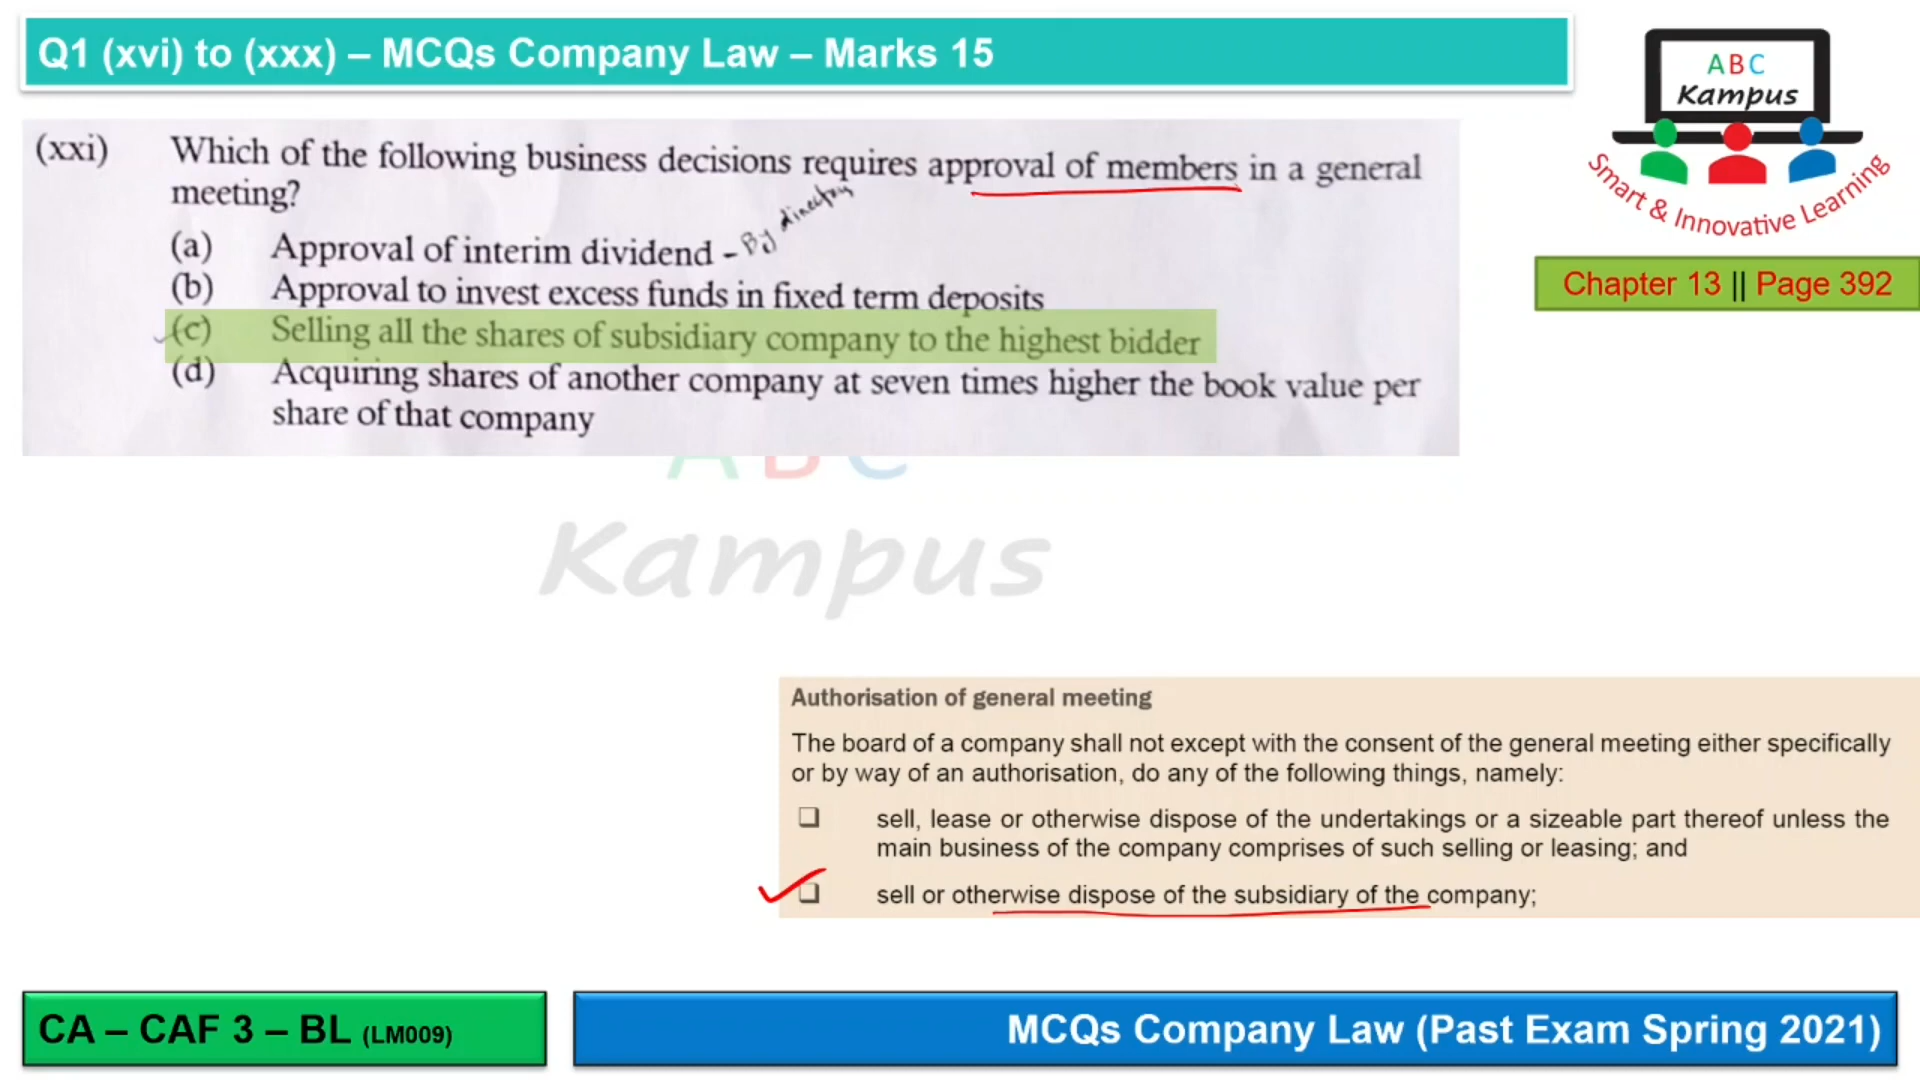 Q1 (xvi) to (xxx) – MCQs Company Law – Marks 15
ABC
Kampus
Smart & Innovative Learning
(xxi) Which of the following business decisions requires approval of members in a general
meeting?
(a) Approval of interim dividend - By directors
(b) Approval to invest excess funds in fixed term deposits
(c) Selling all the shares of subsidiary company to the highest bidder
(d) Acquiring shares of another company at seven times higher the book value per
share of that company
Chapter 13 || Page 392
ABC
Kampus
Authorisation of general meeting
The board of a company shall not except with the consent of the general meeting either specifically
or by way of an authorisation, do any of the following things, namely:
❑ sell, lease or otherwise dispose of the undertakings or a sizeable part thereof unless the
main business of the company comprises of such selling or leasing; and
❑ sell or otherwise dispose of the subsidiary of the company;
CA – CAF 3 – BL (LM009)
MCQs Company Law (Past Exam Spring 2021)